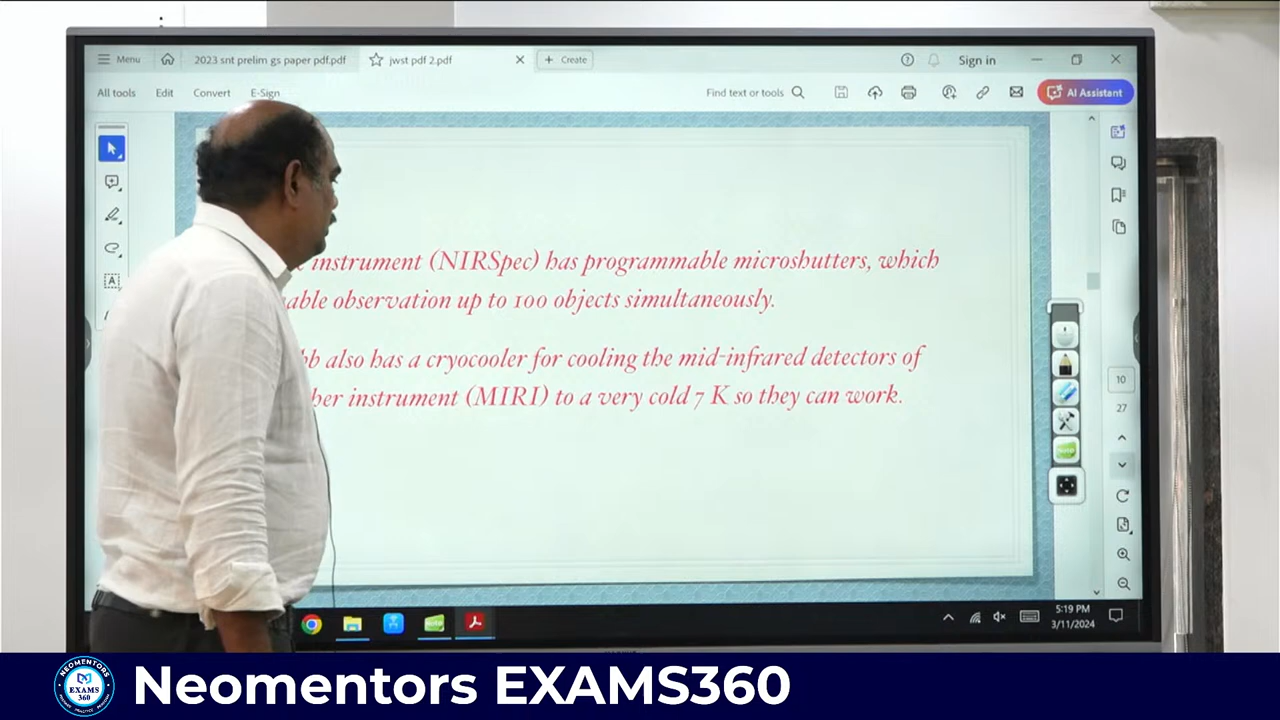 Menu
2023 snt prelim gs paper pdf.pdf
jwst pdf 2.pdf
+ Create
Sign in
All tools
Edit
Convert
E-Sign
Find text or tools
AI Assistant
instrument (NIRSpec) has programmable microshutters, which
observation up to 100 objects simultaneously.
also has a cryocooler for cooling the mid-infrared detectors of
instrument (MIRI) to a very cold 7 K so they can work.
10
27
5:19 PM
3/11/2024
NEOMENTORS
EXAMS
360
Neomentors EXAMS360